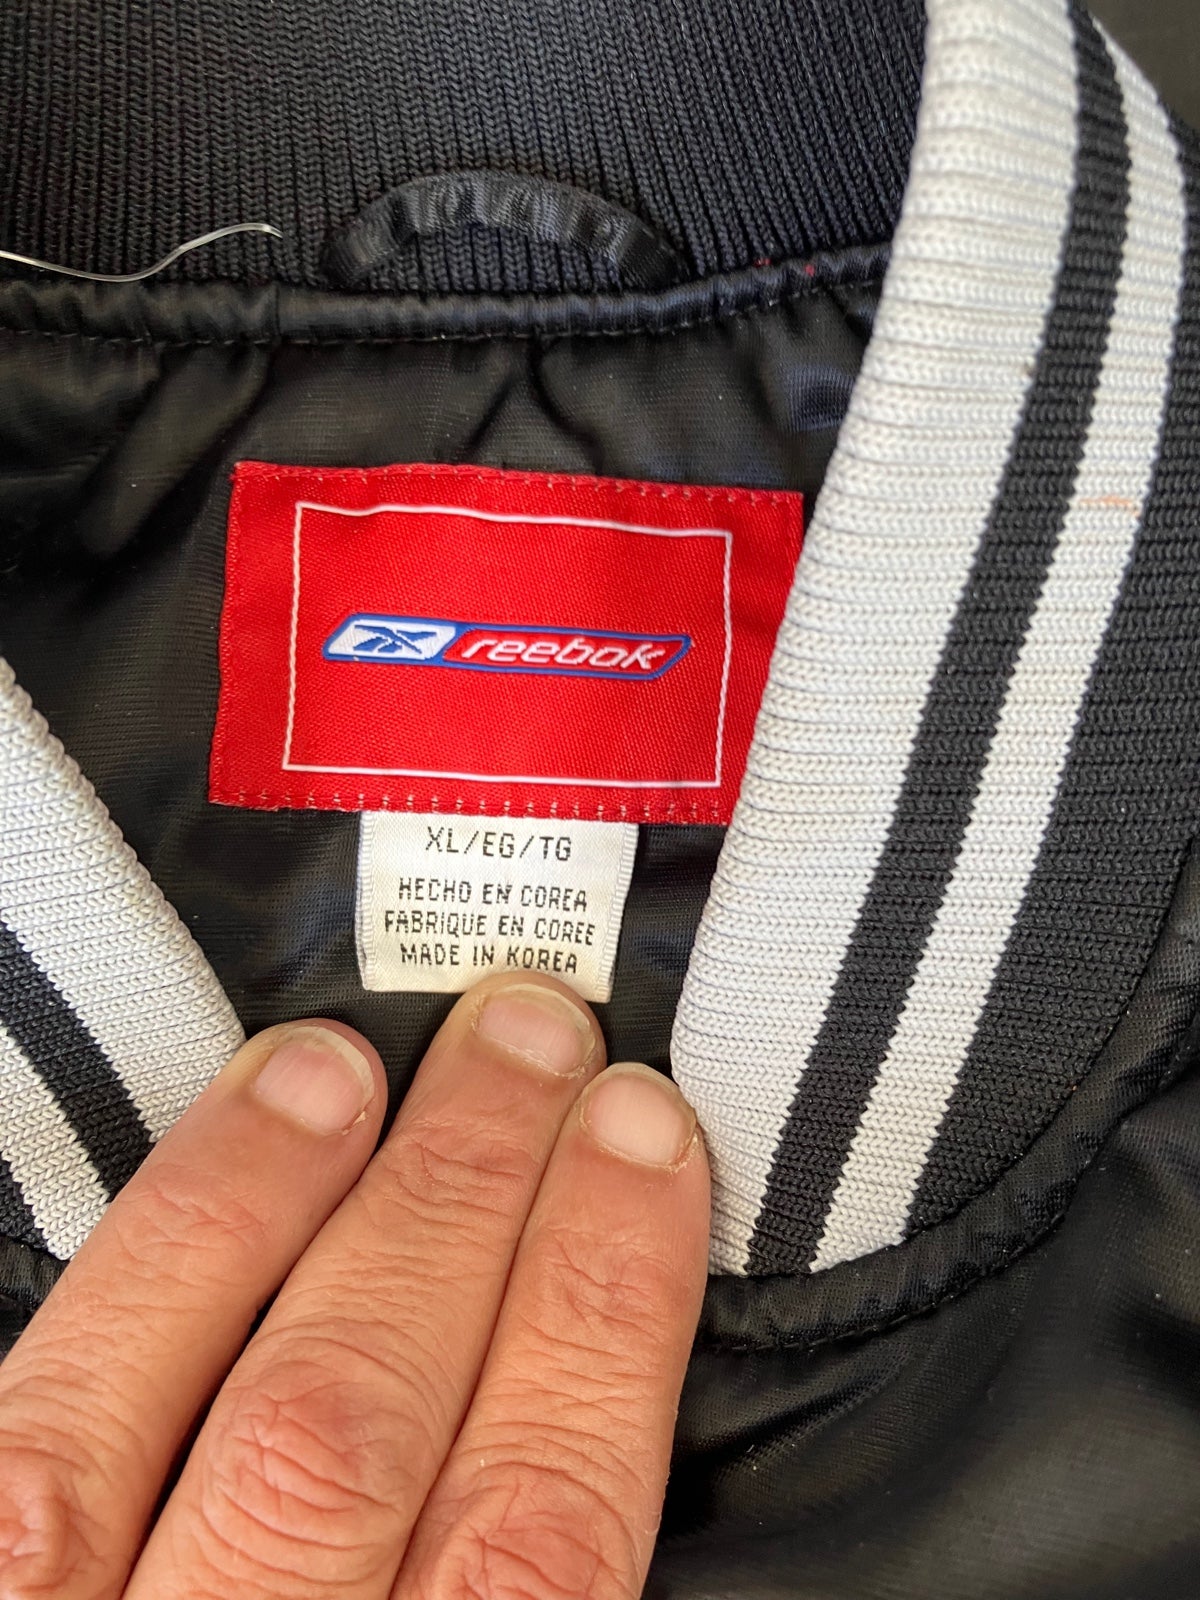 reebok
XL/EG/TG
HECHO EN COREA
FABRIQUE EN COREE
MADE IN KOREA